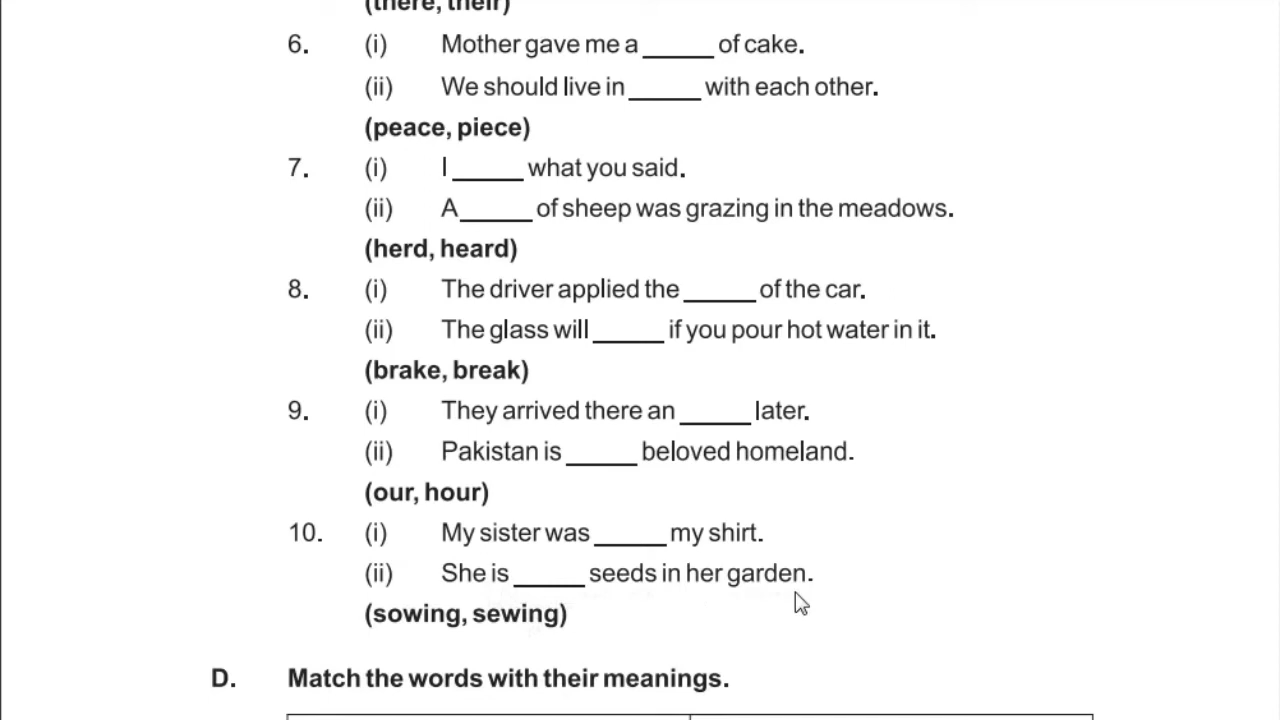 (there, their)
6. (i) Mother gave me a ______ of cake.
(ii) We should live in ______ with each other.
(peace, piece)
7. (i) I ______ what you said.
(ii) A ______ of sheep was grazing in the meadows.
(herd, heard)
8. (i) The driver applied the ______ of the car.
(ii) The glass will ______ if you pour hot water in it.
(brake, break)
9. (i) They arrived there an ______ later.
(ii) Pakistan is ______ beloved homeland.
(our, hour)
10. (i) My sister was ______ my shirt.
(ii) She is ______ seeds in her garden.
(sowing, sewing)
D. Match the words with their meanings.